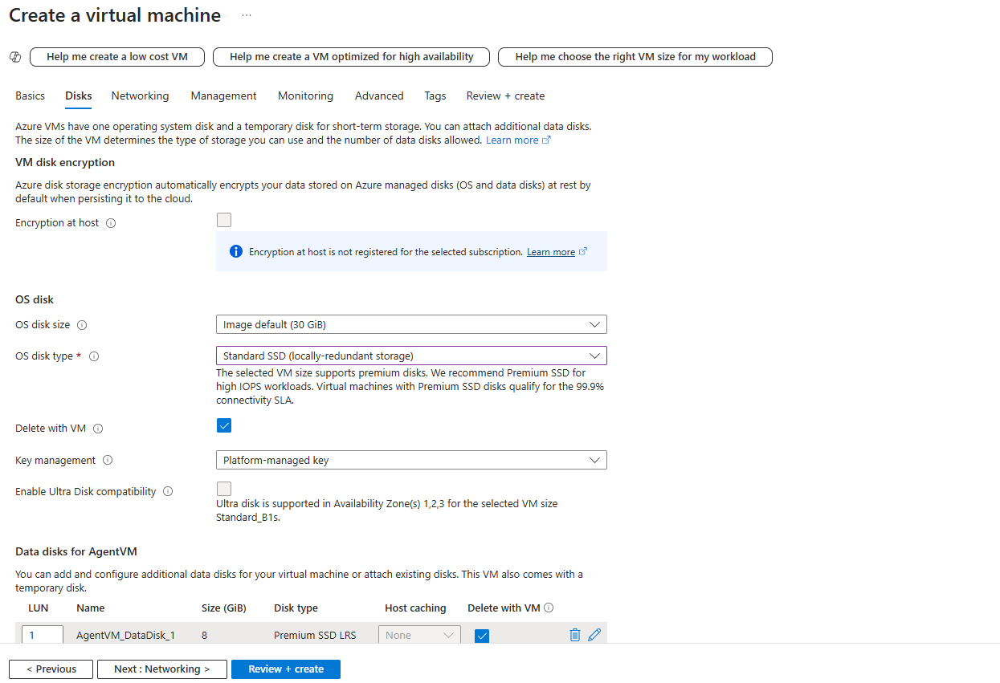 Create a virtual machine ...
Help me create a low cost VM
Help me create a VM optimized for high availability
Help me choose the right VM size for my workload
Basics
Disks
Networking
Management
Monitoring
Advanced
Tags
Review + create
Azure VMs have one operating system disk and a temporary disk for short-term storage. You can attach additional data disks.
The size of the VM determines the type of storage you can use and the number of data disks allowed. Learn more
VM disk encryption
Azure disk storage encryption automatically encrypts your data stored on Azure managed disks (OS and data disks) at rest by
default when persisting it to the cloud.
Encryption at host
Encryption at host is not registered for the selected subscription. Learn more
OS disk
OS disk size
Image default (30 GiB)
OS disk type *
Standard SSD (locally-redundant storage)
The selected VM size supports premium disks. We recommend Premium SSD for
high IOPS workloads. Virtual machines with Premium SSD disks qualify for the 99.9%
connectivity SLA.
Delete with VM
Key management
Platform-managed key
Enable Ultra Disk compatibility
Ultra disk is supported in Availability Zone(s) 1,2,3 for the selected VM size
Standard_B1s.
Data disks for AgentVM
You can add and configure additional data disks for your virtual machine or attach existing disks. This VM also comes with a
temporary disk.
LUN Name Size (GiB) Disk type Host caching Delete with VM
1 AgentVM_DataDisk_1 8 Premium SSD LRS None
< Previous
Next : Networking >
Review + create